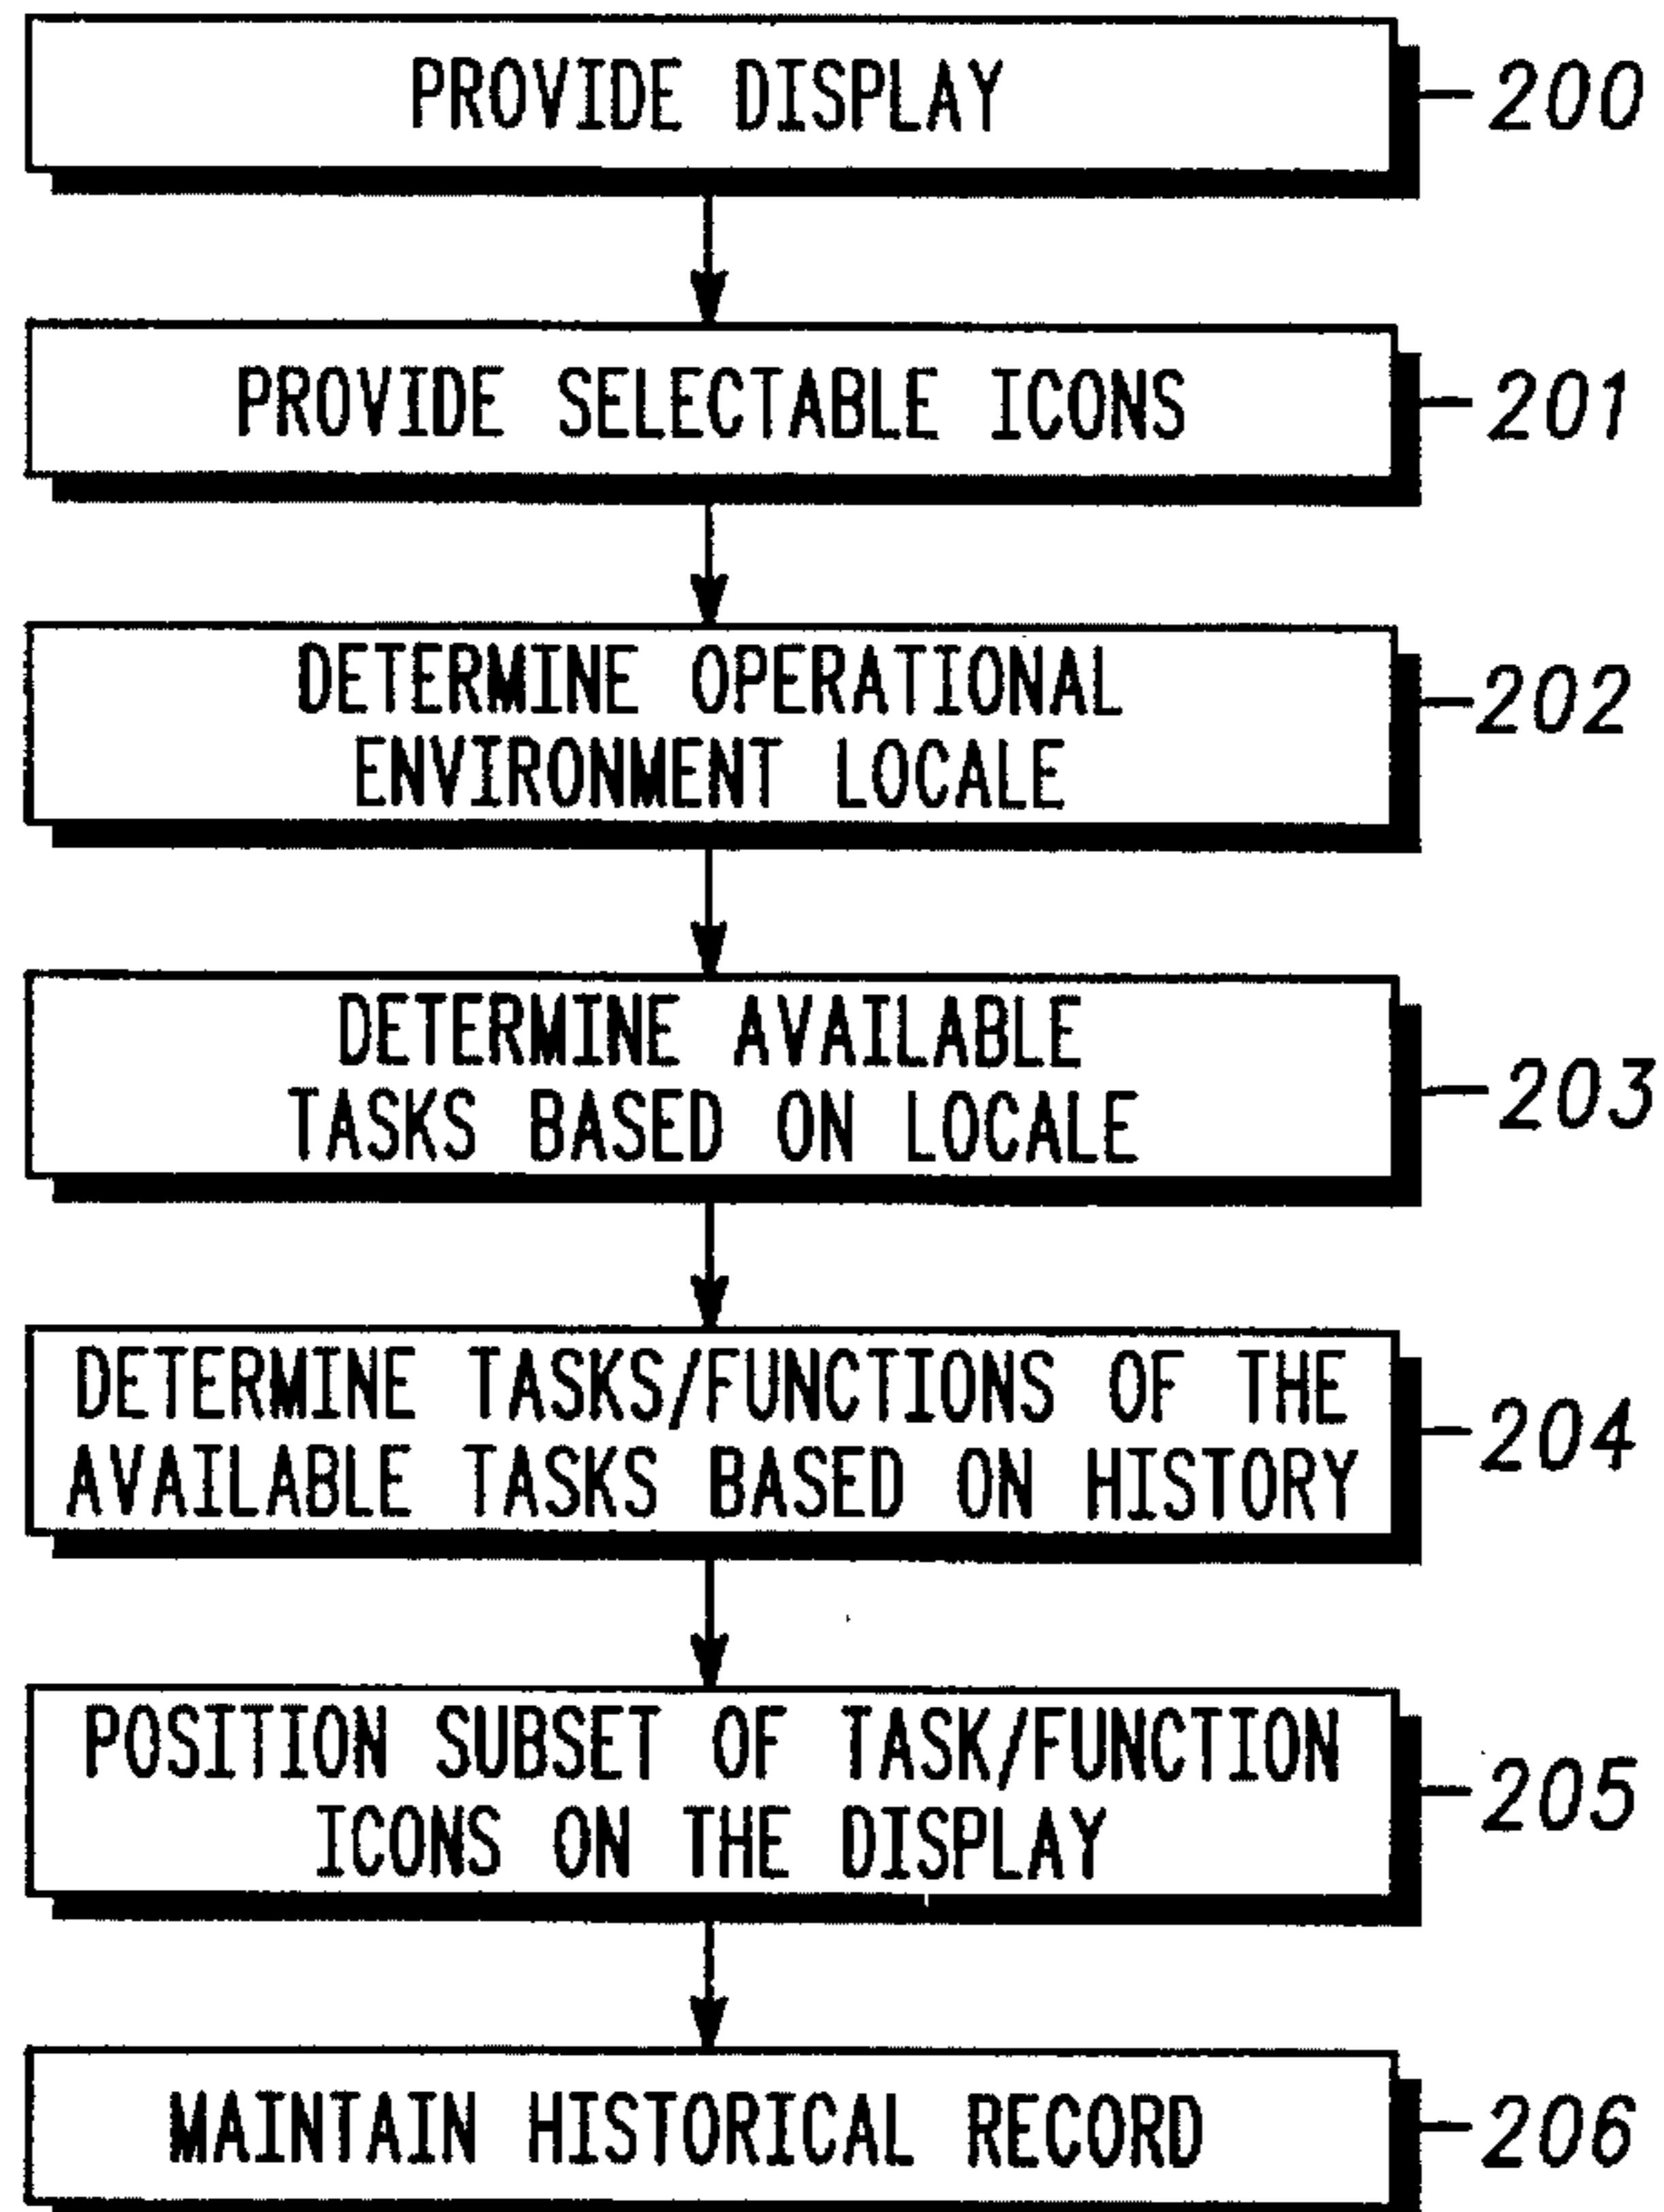 PROVIDE DISPLAY
200
PROVIDE SELECTABLE ICONS
201
DETERMINE OPERATIONAL
ENVIRONMENT LOCALE
202
DETERMINE AVAILABLE
TASKS BASED ON LOCALE
203
DETERMINE TASKS/FUNCTIONS OF THE
AVAILABLE TASKS BASED ON HISTORY
204
POSITION SUBSET OF TASK/FUNCTION
ICONS ON THE DISPLAY
205
MAINTAIN HISTORICAL RECORD
206